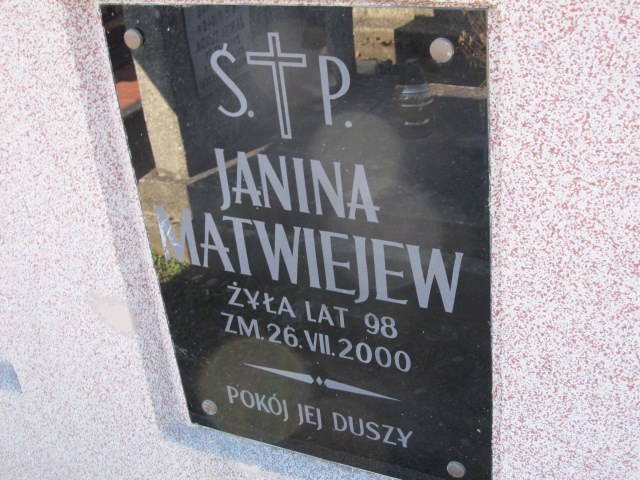 Ś. P.
JANINA
MATWIEJEW
ŻYŁA LAT 98
ZM. 26. VII. 2000
POKÓJ JEJ DUSZY